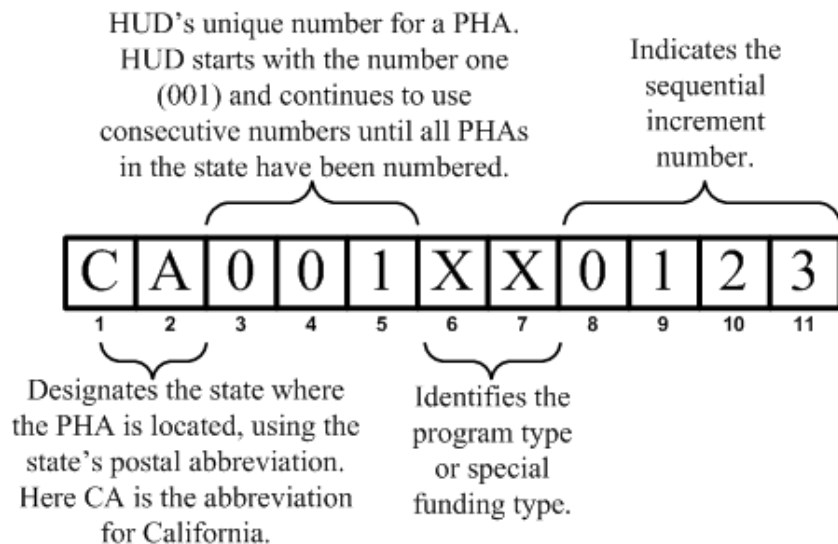 HUD's unique number for a PHA.
HUD starts with the number one
(001) and continues to use
consecutive numbers until all PHAs
in the state have been numbered.
Indicates the
sequential
increment
number.
C A 0 0 1 X X 0 1 2 3
1 2 3 4 5 6 7 8 9 10 11
Designates the state where
the PHA is located, using the
state's postal abbreviation.
Here CA is the abbreviation
for California.
Identifies the
program type
or special
funding type.